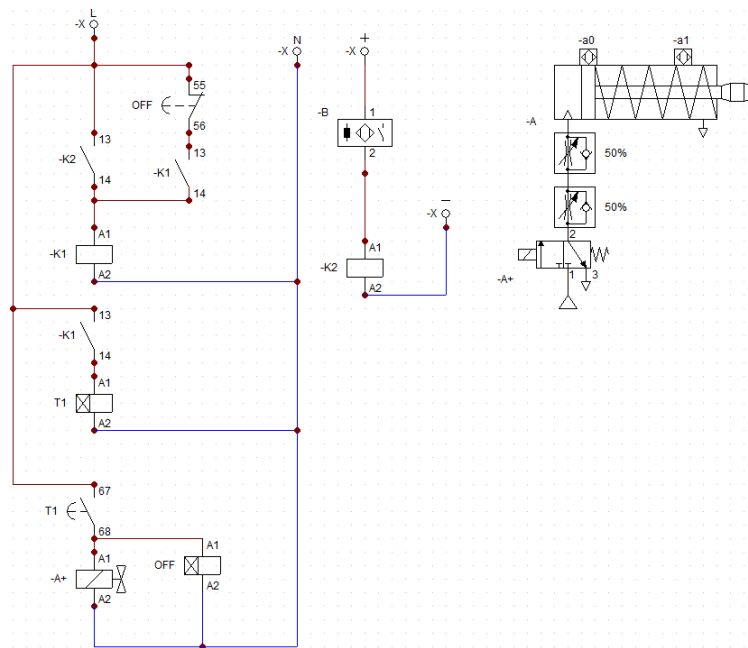 L
-X
N
-X
+
-X
-a0
-a1
55
OFF
56
-B
1
2
-A
50%
13
-K2
14
13
-K1
14
50%
–
-X
2
A1
-K1
A2
A1
-K2
A2
-A+
1
3
13
-K1
14
A1
T1
A2
67
T1
68
A1
-A+
A2
A1
OFF
A2